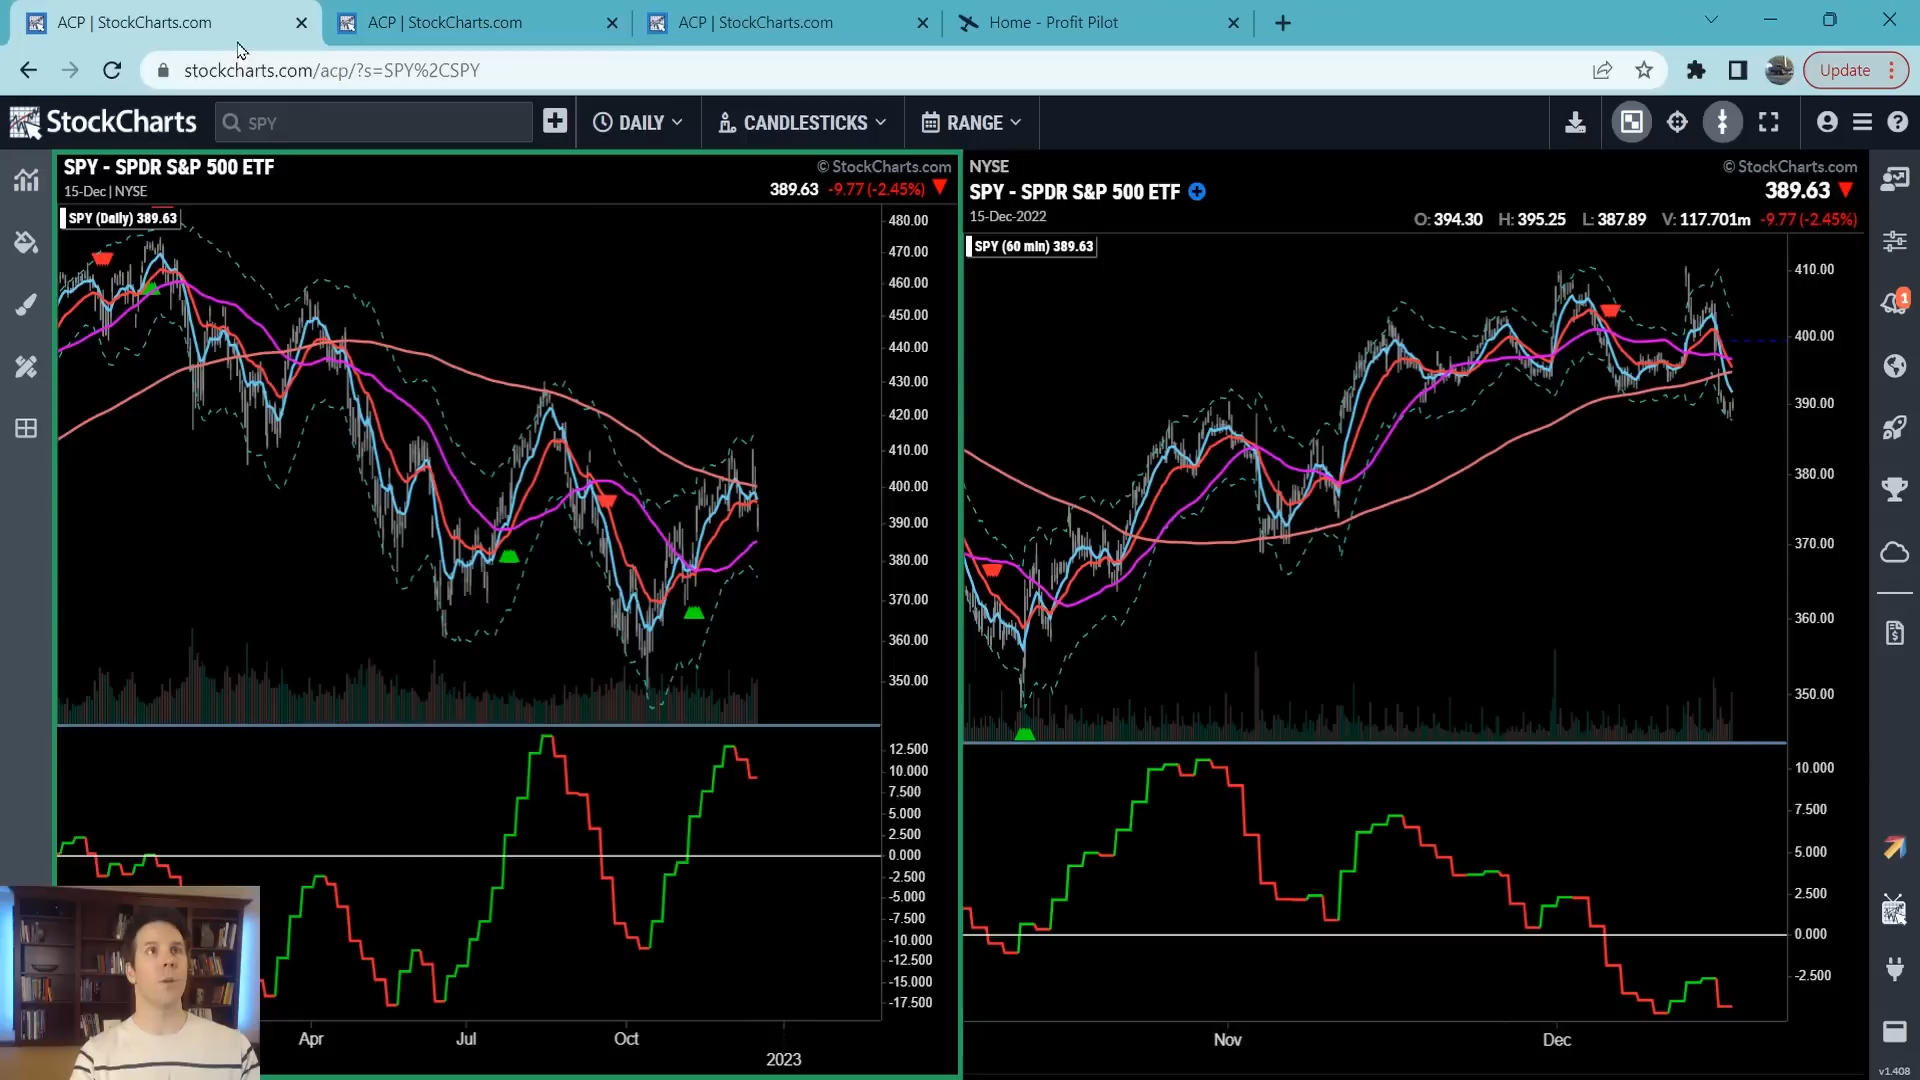 ACP | StockCharts.com
ACP | StockCharts.com
ACP | StockCharts.com
Home - Profit Pilot
stockcharts.com/acp/?s=SPY%2CSPY
Update
StockCharts
SPY
DAILY
CANDLESTICKS
RANGE
SPY - SPDR S&P 500 ETF
© StockCharts.com
15-Dec | NYSE
389.63 -9.77 (-2.45%)
SPY (Daily) 389.63
480.00
470.00
460.00
450.00
440.00
430.00
420.00
410.00
400.00
390.00
380.00
370.00
360.00
350.00
12.500
10.000
7.500
5.000
2.500
0.000
-2.500
-5.000
-7.500
-10.000
-12.500
-15.000
-17.500
Apr
Jul
Oct
2023
NYSE
© StockCharts.com
SPY - SPDR S&P 500 ETF
389.63
15-Dec-2022
O: 394.30 H: 395.25 L: 387.89 V: 117.701m -9.77 (-2.45%)
SPY (60 min) 389.63
410.00
400.00
390.00
380.00
370.00
360.00
350.00
10.000
7.500
5.000
2.500
0.000
-2.500
Nov
Dec
1
v1.408